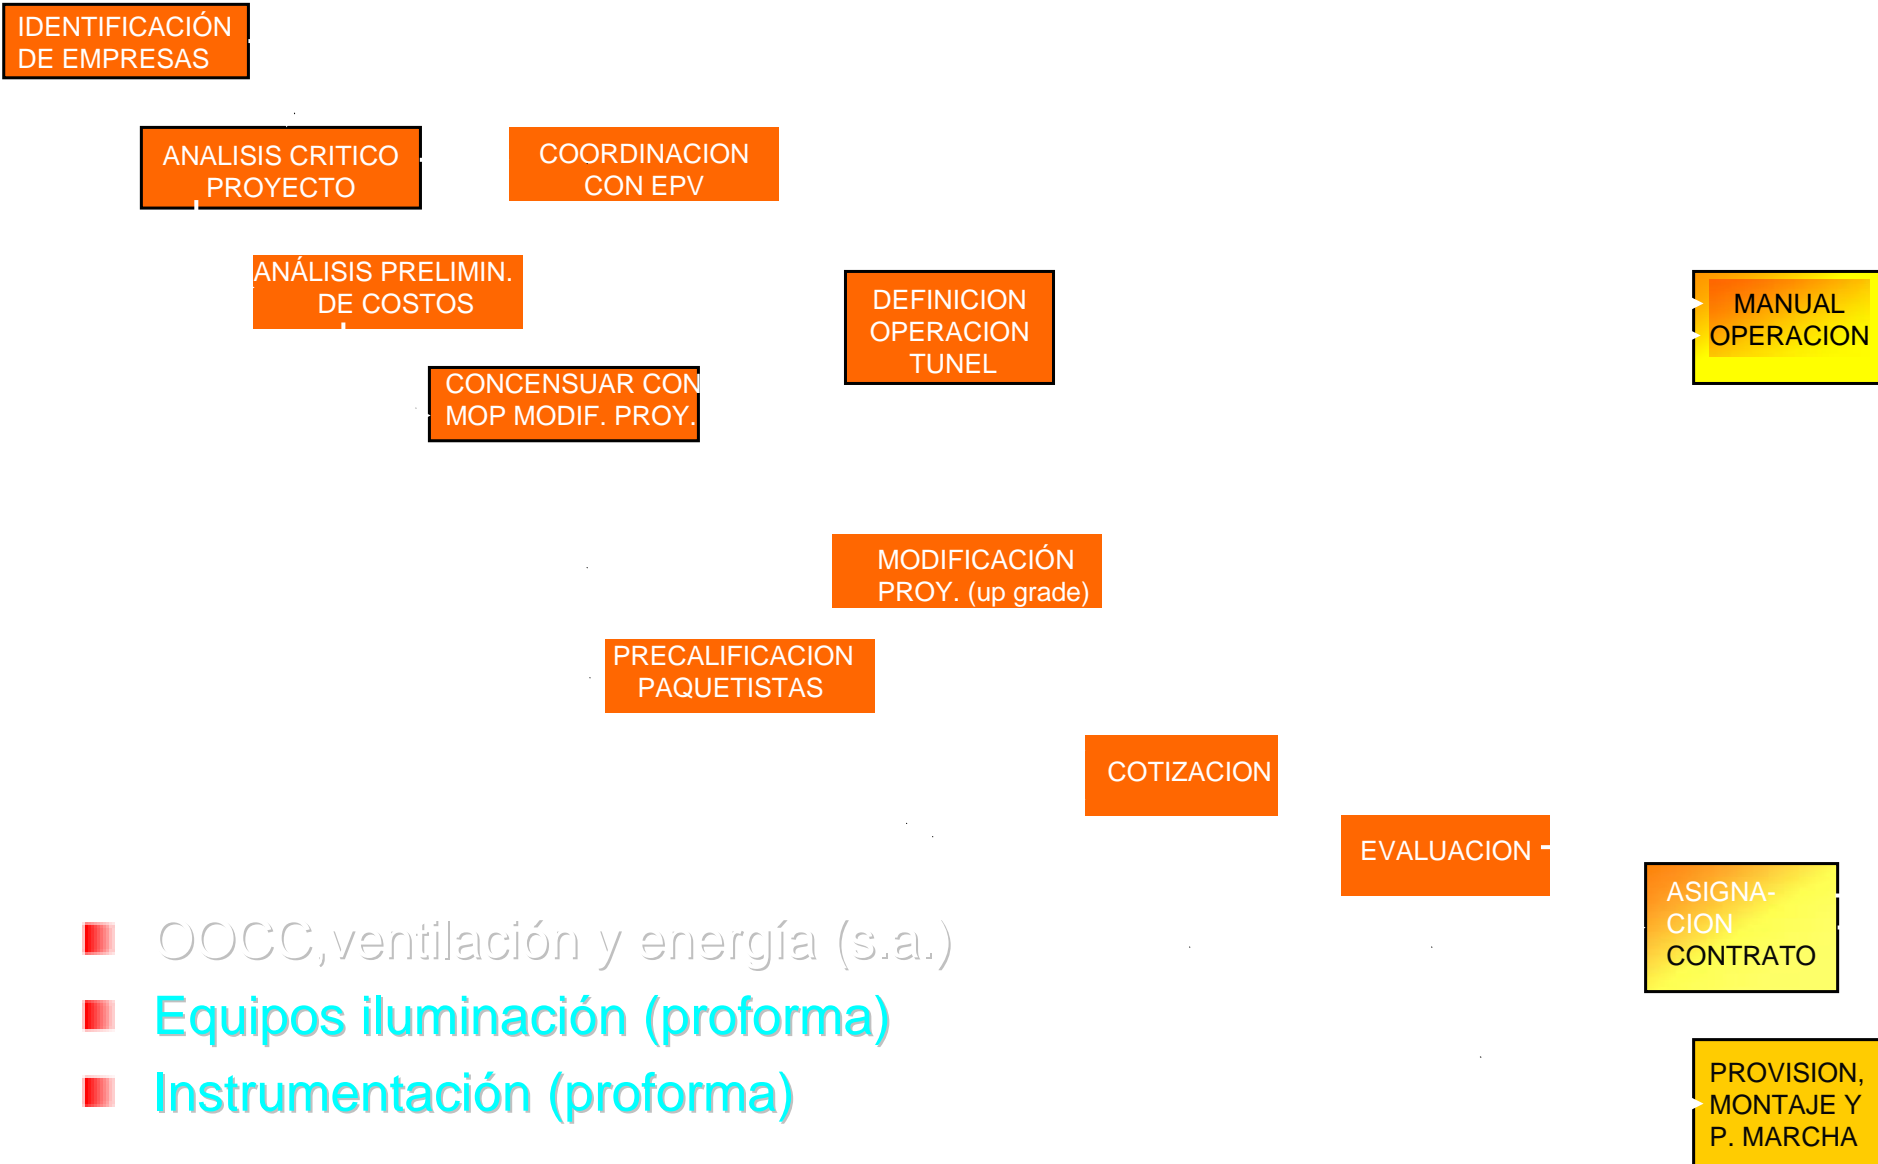 IDENTIFICACIÓN
DE EMPRESAS
ANALISIS CRITICO
PROYECTO
COORDINACION
CON EPV
ANÁLISIS PRELIMIN.
DE COSTOS
DEFINICION
OPERACION
TUNEL
MANUAL
OPERACION
CONCENSUAR CON
MOP MODIF. PROY.
MODIFICACIÓN
PROY. (up grade)
PRECALIFICACION
PAQUETISTAS
COTIZACION
EVALUACION
ASIGNA-
CION
CONTRATO
OOCC,ventilación y energía (s.a.)
Equipos iluminación (proforma)
Instrumentación (proforma)
PROVISION,
MONTAJE Y
P. MARCHA